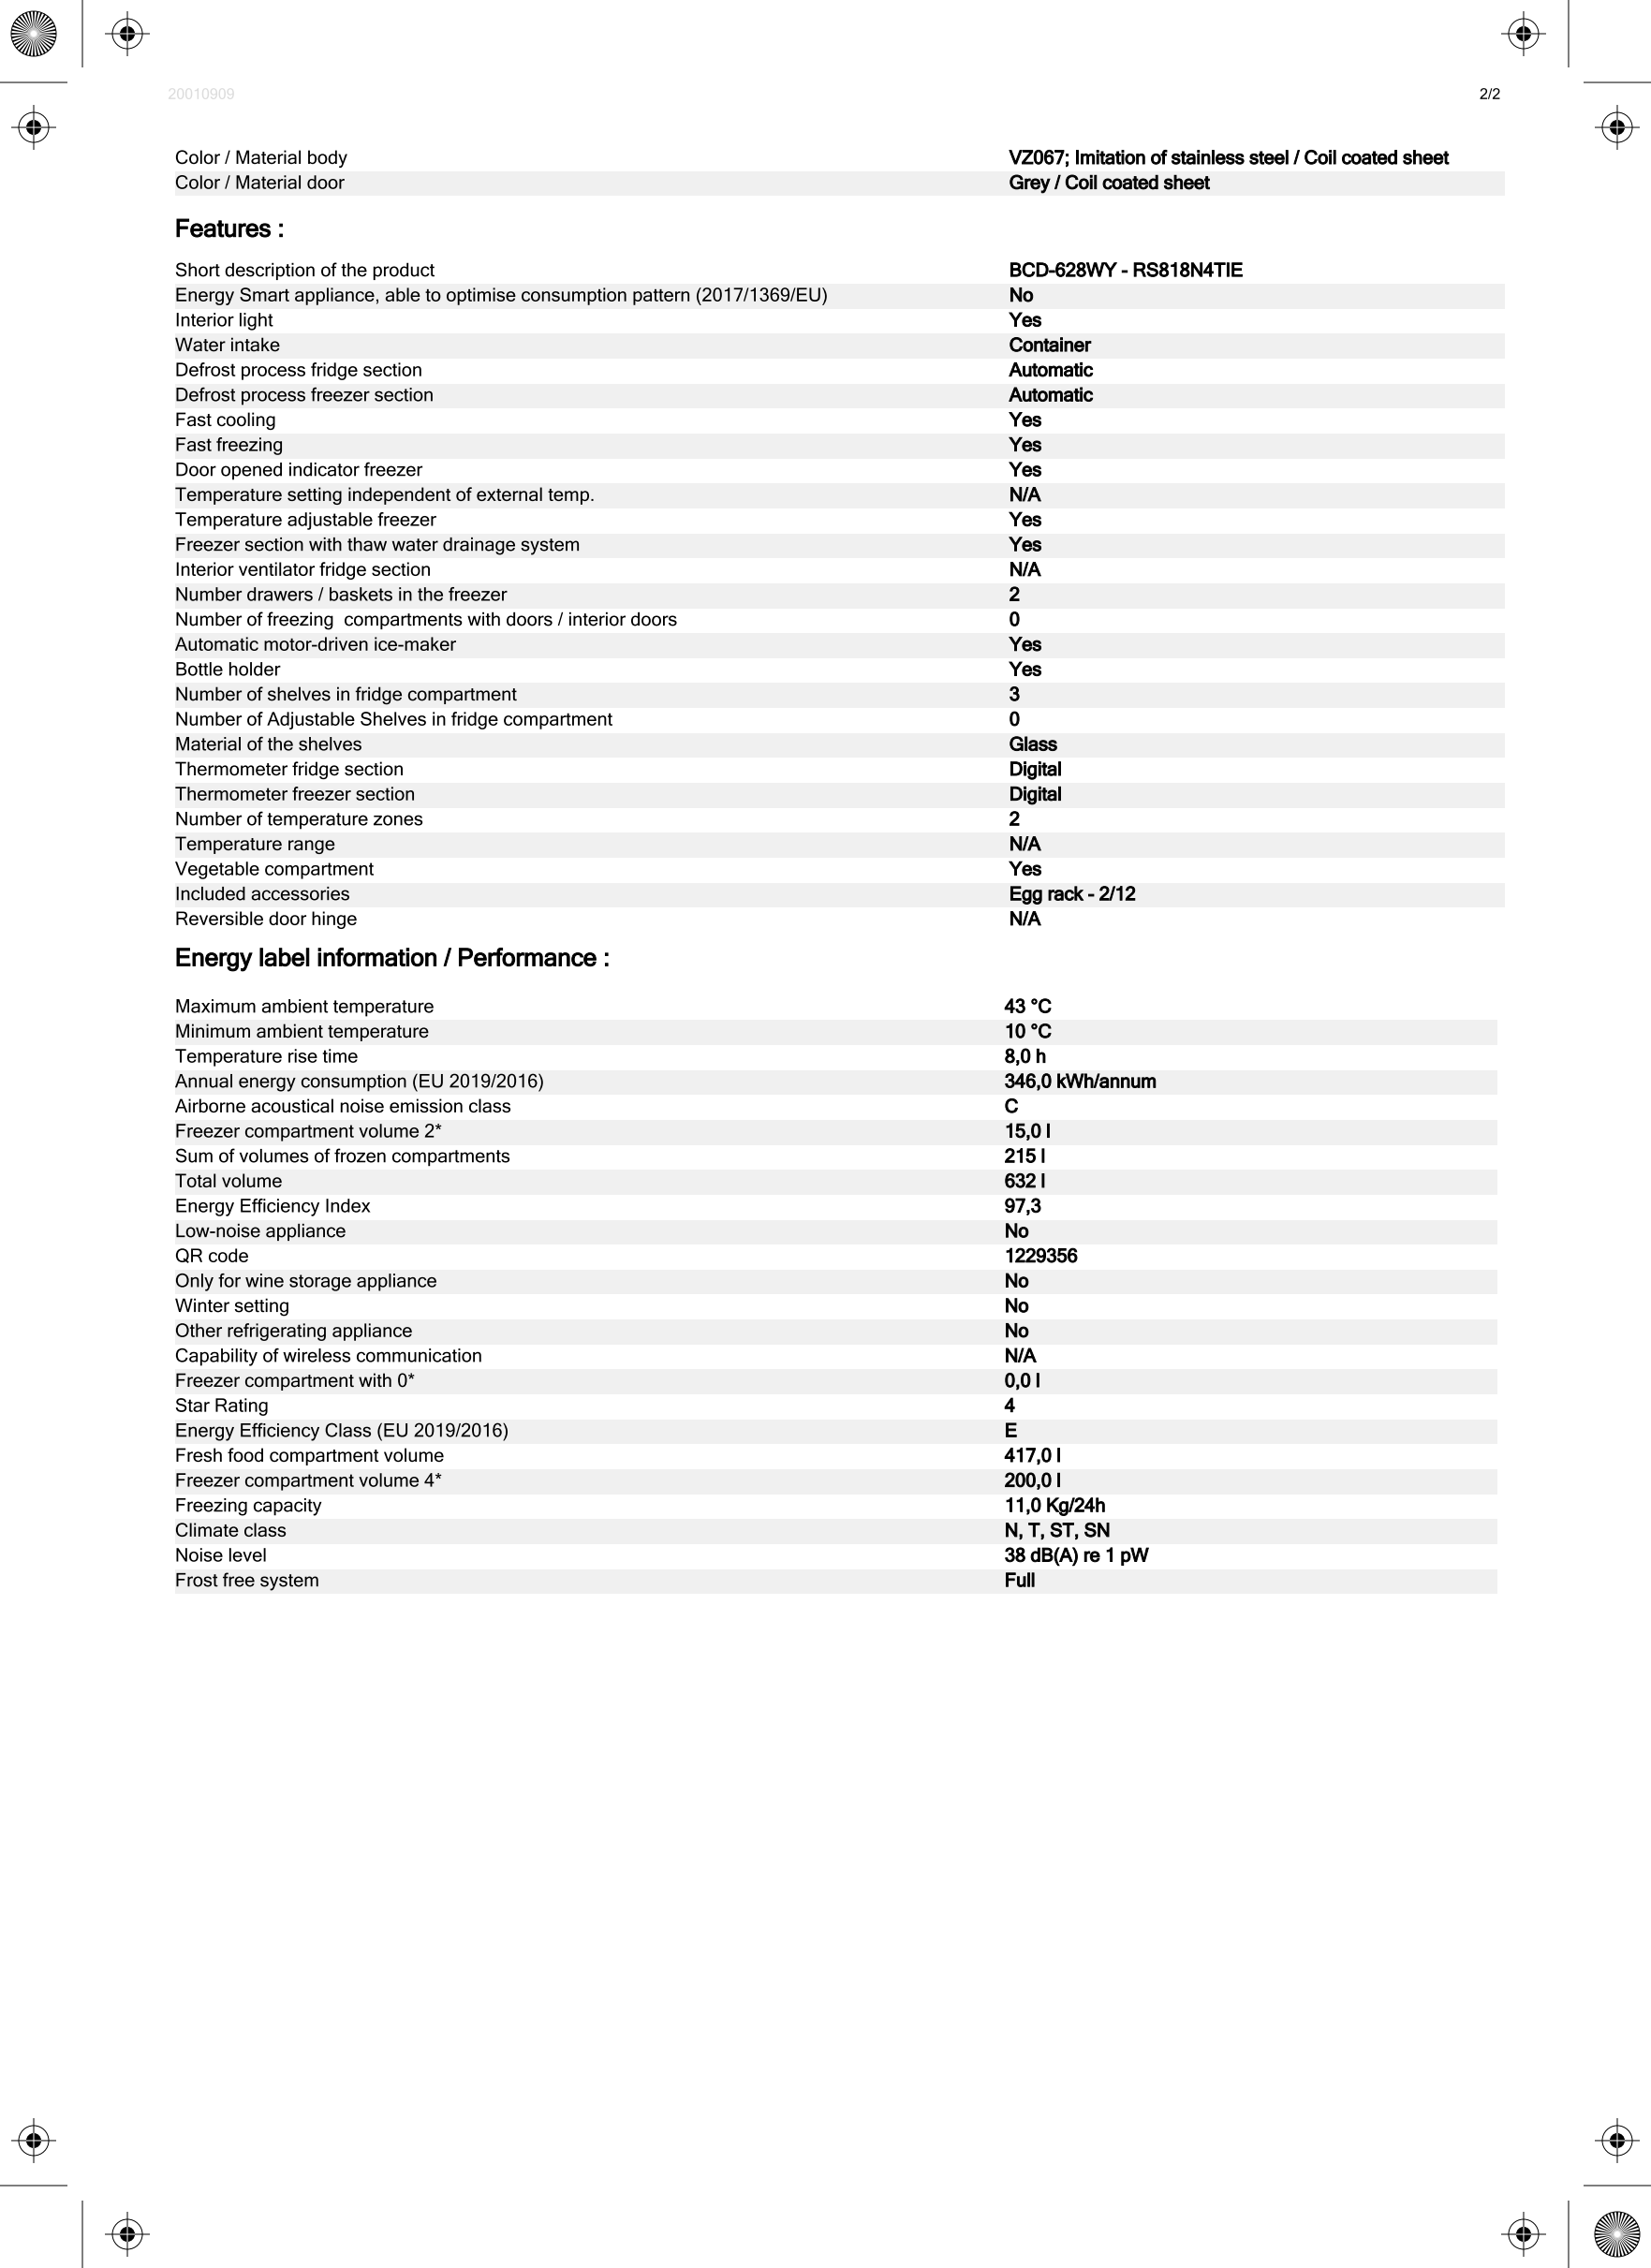 20010909 2/2
Color / Material body VZ067; Imitation of stainless steel / Coil coated sheet
Color / Material door Grey / Coil coated sheet
Features :
Short description of the product BCD-628WY - RS818N4TIE
Energy Smart appliance, able to optimise consumption pattern (2017/1369/EU) No
Interior light Yes
Water intake Container
Defrost process fridge section Automatic
Defrost process freezer section Automatic
Fast cooling Yes
Fast freezing Yes
Door opened indicator freezer Yes
Temperature setting independent of external temp. N/A
Temperature adjustable freezer Yes
Freezer section with thaw water drainage system Yes
Interior ventilator fridge section N/A
Number drawers / baskets in the freezer 2
Number of freezing  compartments with doors / interior doors 0
Automatic motor-driven ice-maker Yes
Bottle holder Yes
Number of shelves in fridge compartment 3
Number of Adjustable Shelves in fridge compartment 0
Material of the shelves Glass
Thermometer fridge section Digital
Thermometer freezer section Digital
Number of temperature zones 2
Temperature range N/A
Vegetable compartment Yes
Included accessories Egg rack - 2/12
Reversible door hinge N/A
Energy label information / Performance :
Maximum ambient temperature 43 °C
Minimum ambient temperature 10 °C
Temperature rise time 8,0 h
Annual energy consumption (EU 2019/2016) 346,0 kWh/annum
Airborne acoustical noise emission class C
Freezer compartment volume 2* 15,0 l
Sum of volumes of frozen compartments 215 l
Total volume 632 l
Energy Efficiency Index 97,3
Low-noise appliance No
QR code 1229356
Only for wine storage appliance No
Winter setting No
Other refrigerating appliance No
Capability of wireless communication N/A
Freezer compartment with 0* 0,0 l
Star Rating 4
Energy Efficiency Class (EU 2019/2016) E
Fresh food compartment volume 417,0 l
Freezer compartment volume 4* 200,0 l
Freezing capacity 11,0 Kg/24h
Climate class N, T, ST, SN
Noise level 38 dB(A) re 1 pW
Frost free system Full